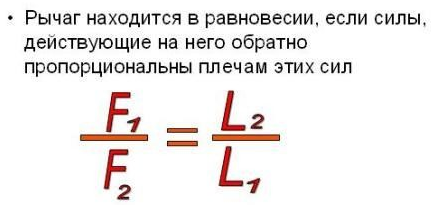 • Рычаг находится в равновесии, если силы,
действующие на него обратно
пропорциональны плечам этих сил
F₁ / F₂ = L₂ / L₁